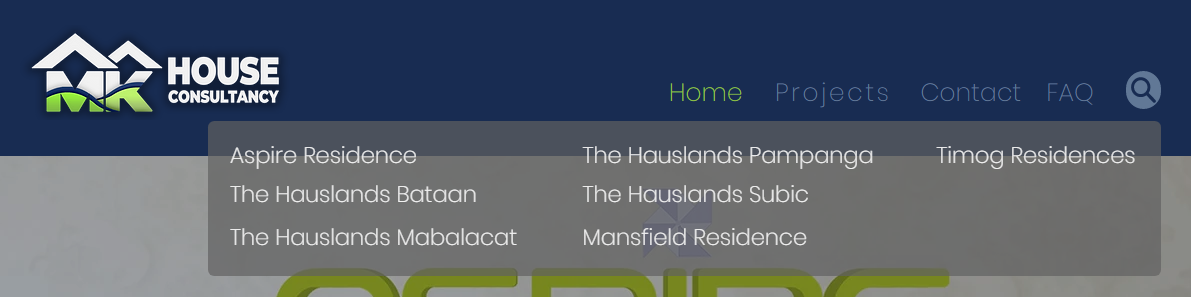 MK HOUSE
CONSULTANCY
Home Projects Contact FAQ
Aspire Residence The Hauslands Pampanga Timog Residences
The Hauslands Bataan The Hauslands Subic
The Hauslands Mabalacat Mansfield Residence